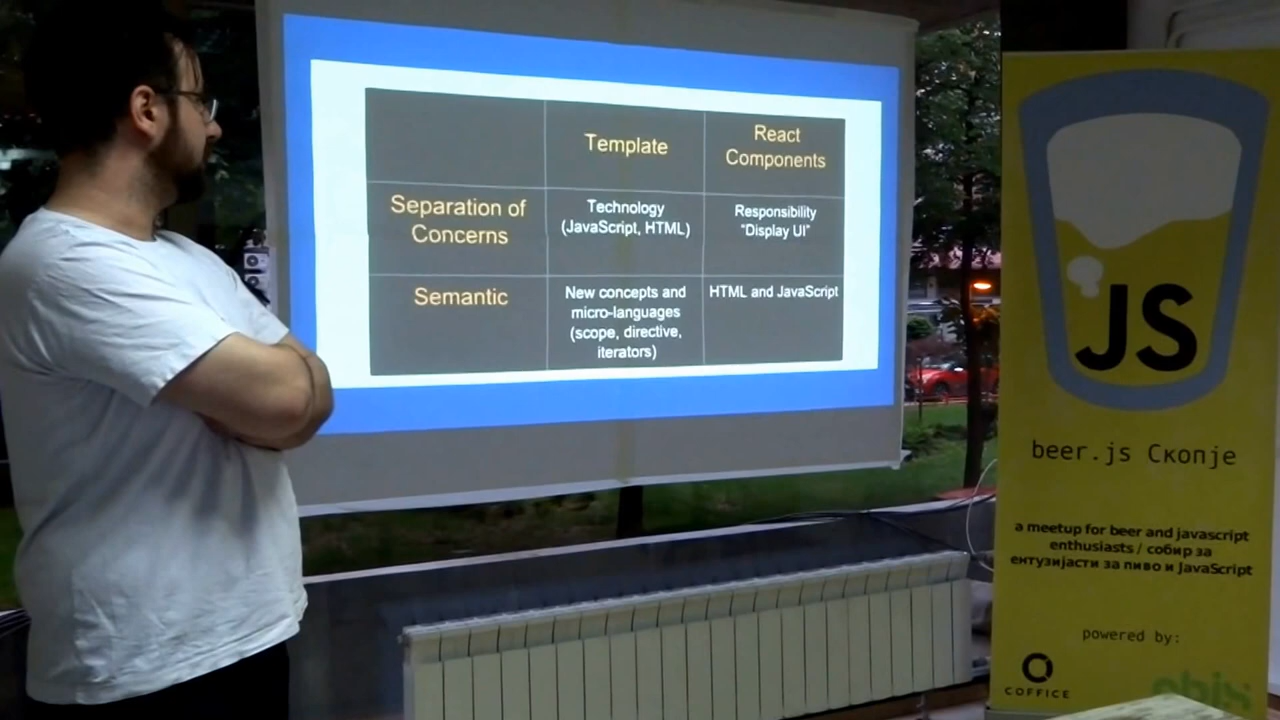 Template
React
Components
Separation of
Concerns
Technology
(JavaScript, HTML)
Responsibility
"Display UI"
Semantic
New concepts and
micro-languages
(scope, directive,
iterators)
HTML and JavaScript
JS
beer.js Скопје
a meetup for beer and javascript
enthusiasts / собир за
ентузијасти за пиво и JavaScript
powered by:
COFFICE